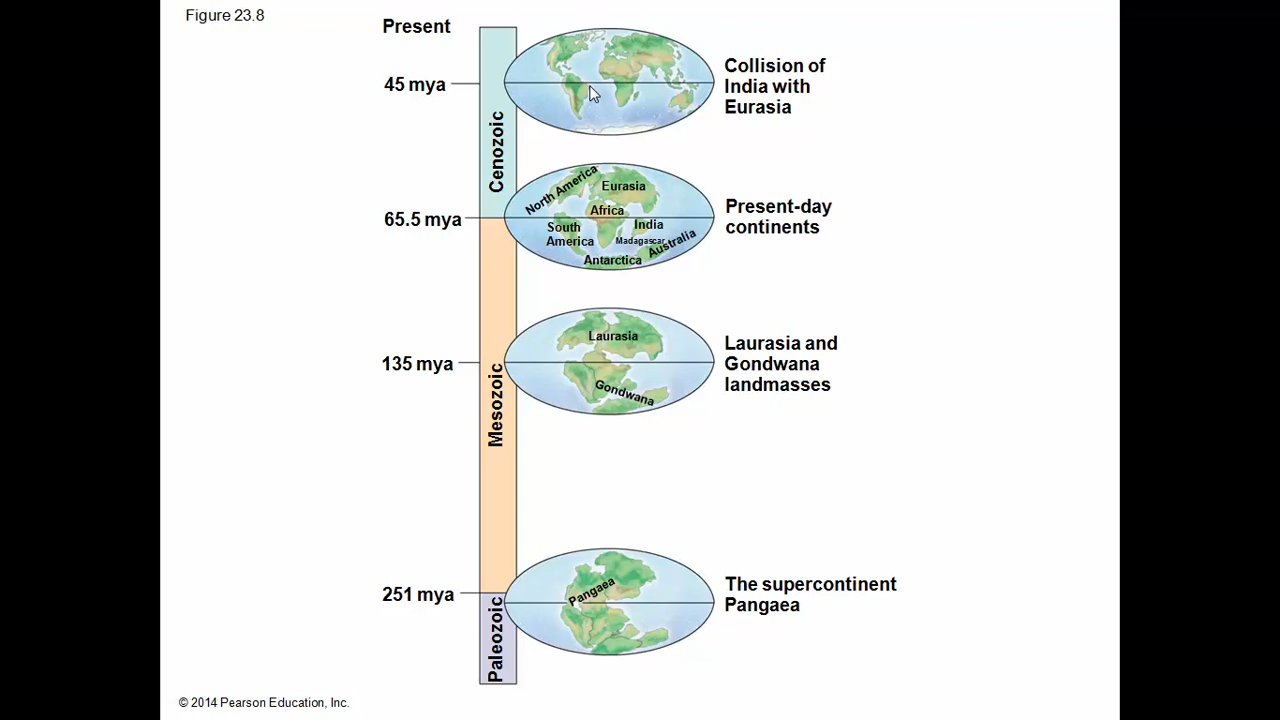 Figure 23.8
Present
45 mya
Cenozoic
Collision of
India with
Eurasia
65.5 mya
North America
Eurasia
Africa
South
America
India
Madagascar
Australia
Antarctica
Present-day
continents
135 mya
Mesozoic
Laurasia
Gondwana
Laurasia and
Gondwana
landmasses
251 mya
Paleozoic
Pangaea
The supercontinent
Pangaea
© 2014 Pearson Education, Inc.